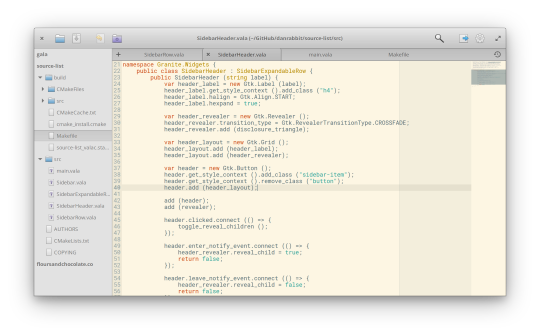 SidebarHeader.vala (~/GitHub/danrabbit/source-list/src)
gala
source-list
build
CMakeFiles
src
CMakeCache.txt
cmake_install.cmake
Makefile
source-list_valac.sta...
src
main.vala
Sidebar.vala
SidebarExpandableR...
SidebarHeader.vala
SidebarRow.vala
AUTHORS
CMakeLists.txt
COPYING
floursandchocolate.co
SidebarRow.vala
SidebarHeader.vala
main.vala
Makefile
21 namespace Granite.Widgets {
22 public class SidebarHeader : SidebarExpandableRow {
23 public SidebarHeader (string label) {
24 var header_label = new Gtk.Label (label);
25 header_label.get_style_context ().add_class ("h4");
26 header_label.halign = Gtk.Align.START;
27 header_label.hexpand = true;
28
29 var header_revealer = new Gtk.Revealer ();
30 header_revealer.transition_type = Gtk.RevealerTransitionType.CROSSFADE;
31 header_revealer.add (disclosure_triangle);
32
33 var header_layout = new Gtk.Grid ();
34 header_layout.add (header_label);
35 header_layout.add (header_revealer);
36
37 var header = new Gtk.Button ();
38 header.get_style_context ().add_class ("sidebar-item");
39 header.get_style_context ().remove_class ("button");
40 header.add (header_layout);
41
42 add (header);
43 add (revealer);
44
45 header.clicked.connect (() => {
46 toggle_reveal_children ();
47 });
48
49 header.enter_notify_event.connect (() => {
50 header_revealer.reveal_child = true;
51 return false;
52 });
53
54 header.leave_notify_event.connect (() => {
55 header_revealer.reveal_child = false;
56 return false;